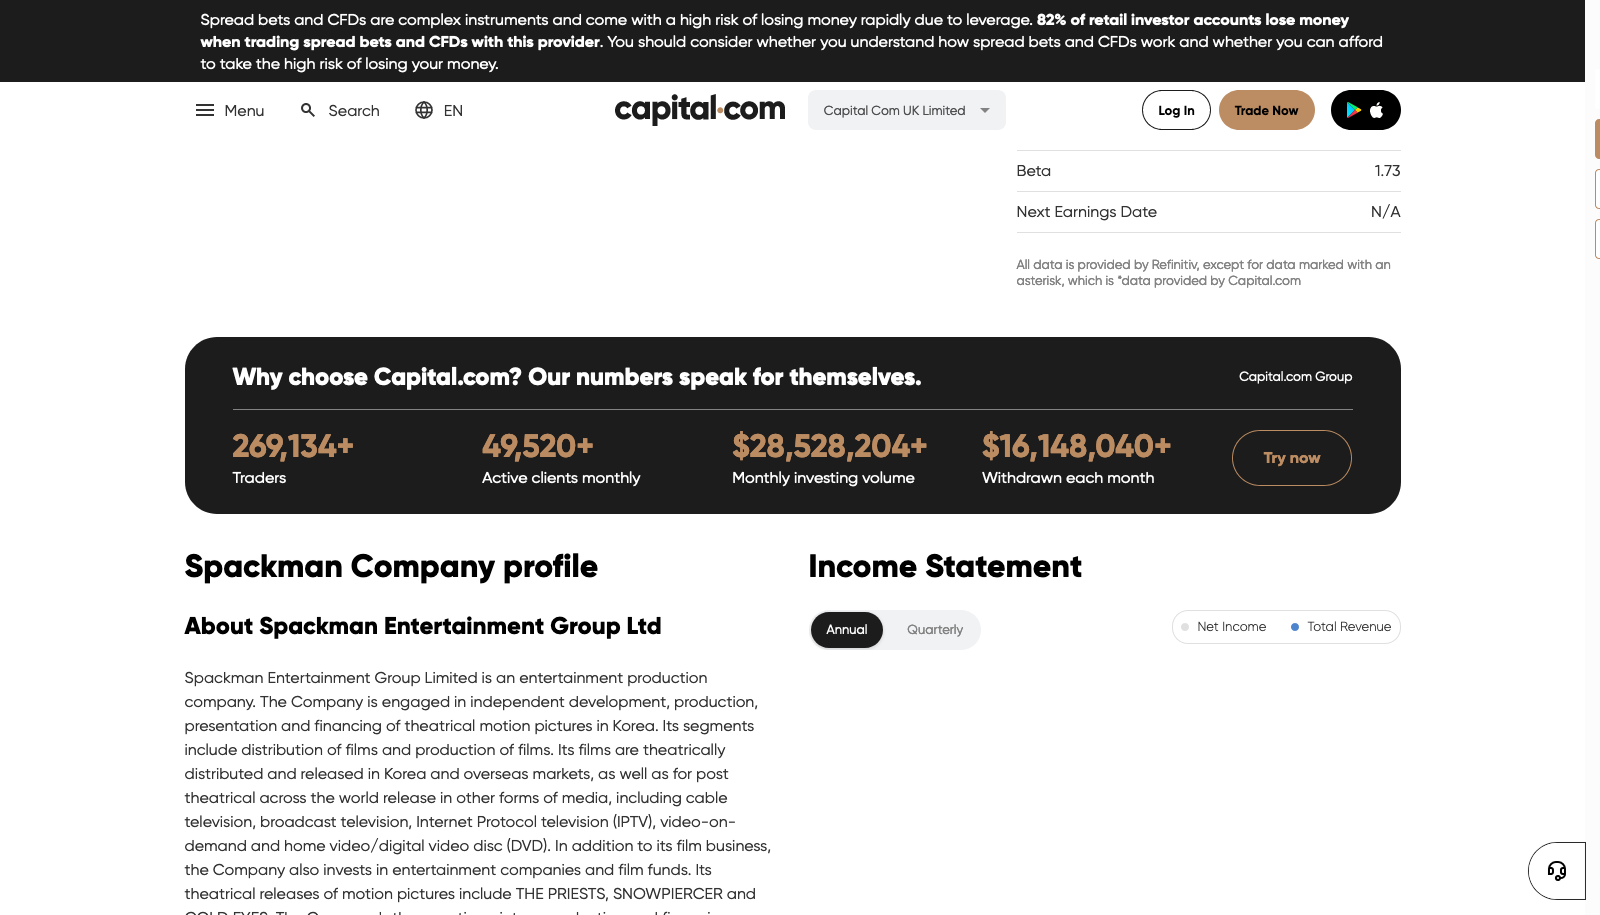 Spread bets and CFDs are complex instruments and come with a high risk of losing money rapidly due to leverage. 82% of retail investor accounts lose money
when trading spread bets and CFDs with this provider. You should consider whether you understand how spread bets and CFDs work and whether you can afford
to take the high risk of losing your money.
Menu
Search
EN
capital.com
Capital Com UK Limited
Log In
Trade Now
Beta 1.73
Next Earnings Date N/A
All data is provided by Refinitiv, except for data marked with an
asterisk, which is *data provided by Capital.com
Why choose Capital.com? Our numbers speak for themselves.
Capital.com Group
269,134+
Traders
49,520+
Active clients monthly
$28,528,204+
Monthly investing volume
$16,148,040+
Withdrawn each month
Try now
Spackman Company profile
About Spackman Entertainment Group Ltd
Spackman Entertainment Group Limited is an entertainment production
company. The Company is engaged in independent development, production,
presentation and financing of theatrical motion pictures in Korea. Its segments
include distribution of films and production of films. Its films are theatrically
distributed and released in Korea and overseas markets, as well as for post
theatrical across the world release in other forms of media, including cable
television, broadcast television, Internet Protocol television (IPTV), video-on-
demand and home video/digital video disc (DVD). In addition to its film business,
the Company also invests in entertainment companies and film funds. Its
theatrical releases of motion pictures include THE PRIESTS, SNOWPIERCER and
Income Statement
Annual
Quarterly
Net Income
Total Revenue